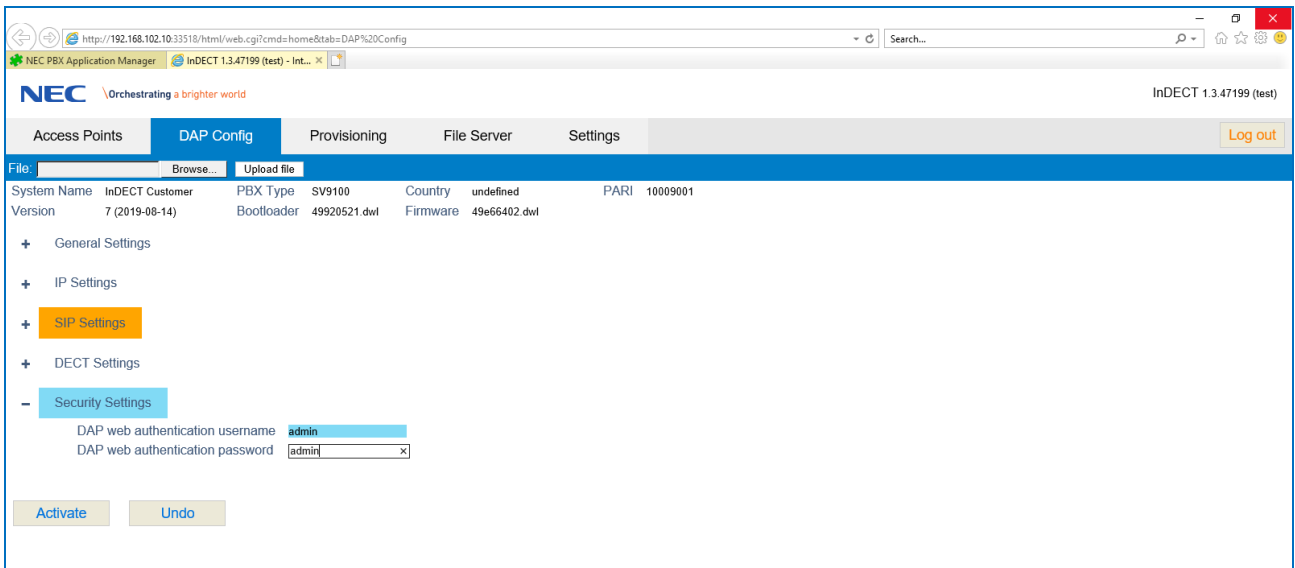 http://192.168.102.10:33518/html/web.cgi?cmd=home&tab=DAP%20Config Search...
NEC PBX Application Manager InDECT 1.3.47199 (test) - Int...
NEC \Orchestrating a brighter world InDECT 1.3.47199 (test)
Access Points DAP Config Provisioning File Server Settings Log out
File: Browse... Upload file
System Name InDECT Customer PBX Type SV9100 Country undefined PARI 10009001
Version 7 (2019-08-14) Bootloader 49920521.dwl Firmware 49e66402.dwl
+ General Settings
+ IP Settings
+ SIP Settings
+ DECT Settings
− Security Settings
DAP web authentication username admin
DAP web authentication password admin
Activate Undo